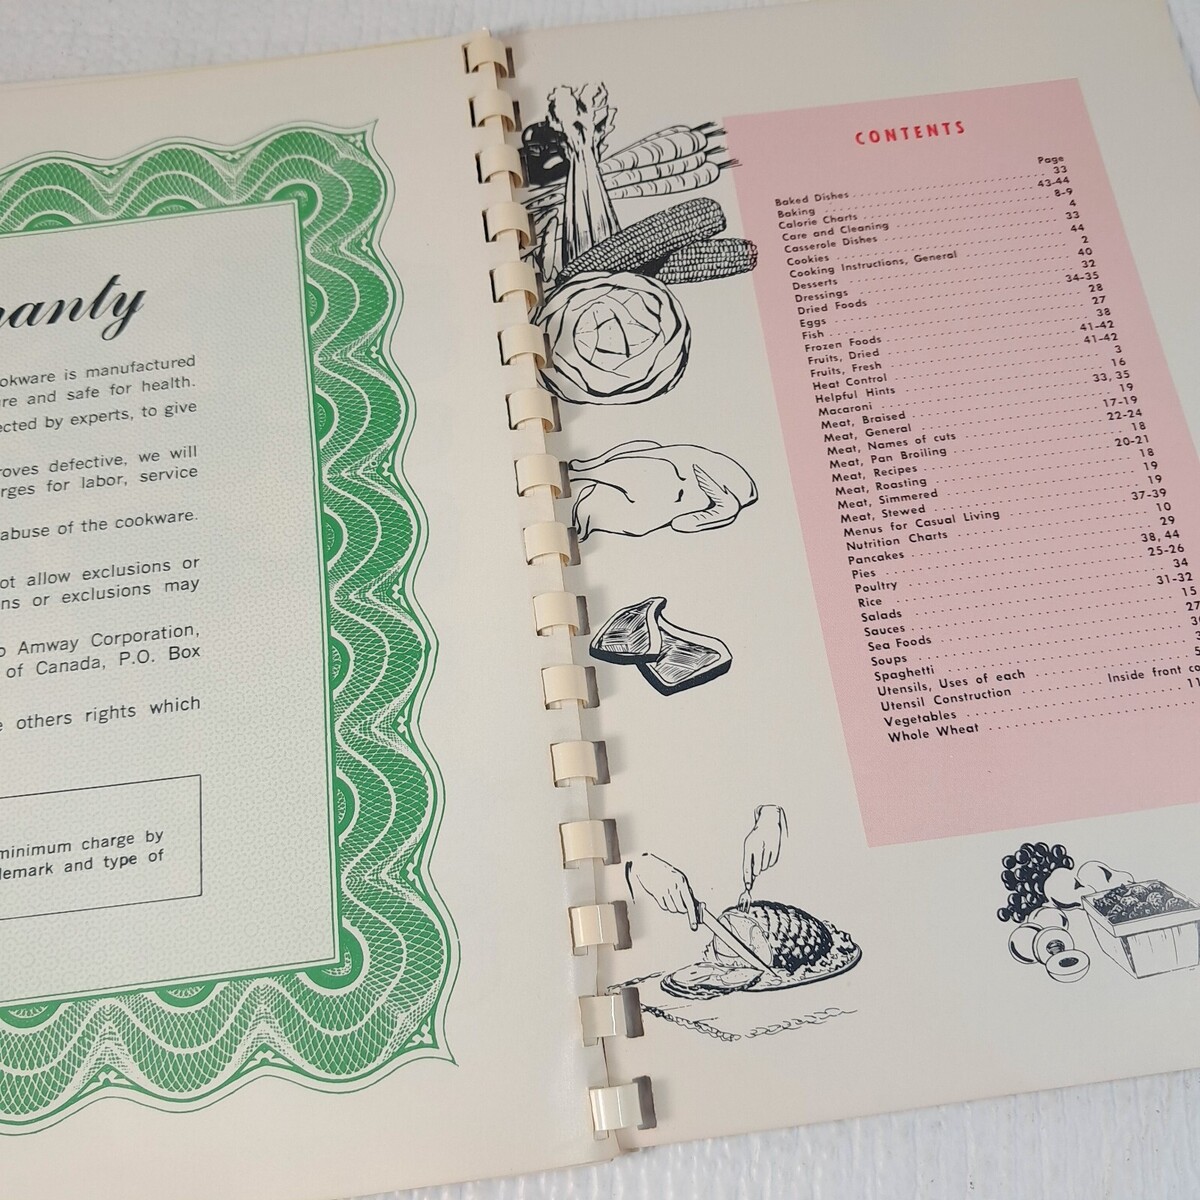 anty
ookware is manufactured
re and safe for health.
ected by experts, to give
roves defective, we will
rges for labor, service
abuse of the cookware.
ot allow exclusions or
ns or exclusions may
o Amway Corporation,
of Canada, P.O. Box
e others rights which
minimum charge by
demark and type of
CONTENTS
Page
Baked Dishes 33
Baking 43-44
Calorie Charts 8-9
Care and Cleaning 4
Casserole Dishes 33
Cookies 44
Cooking Instructions, General 2
Desserts 40
Dressings 32
Dried Foods 34-35
Eggs 28
Fish 27
Frozen Foods 38
Fruits, Dried 41-42
Fruits, Fresh 41-42
Heat Control 3
Helpful Hints 16
Macaroni 33, 35
Meat, Braised 19
Meat, General 17-19
Meat, Names of cuts 22-24
Meat, Pan Broiling 18
Meat, Recipes 20-21
Meat, Roasting 18
Meat, Simmered 19
Meat, Stewed 19
Menus for Casual Living 37-39
Nutrition Charts 10
Pancakes 29
Pies 38, 44
Poultry 25-26
Rice 34
Salads 31-32
Sauces 15
Sea Foods 27
Soups 3
Spaghetti 3
Utensils, Uses of each 5
Utensil Construction Inside front co
Vegetables 11
Whole Wheat